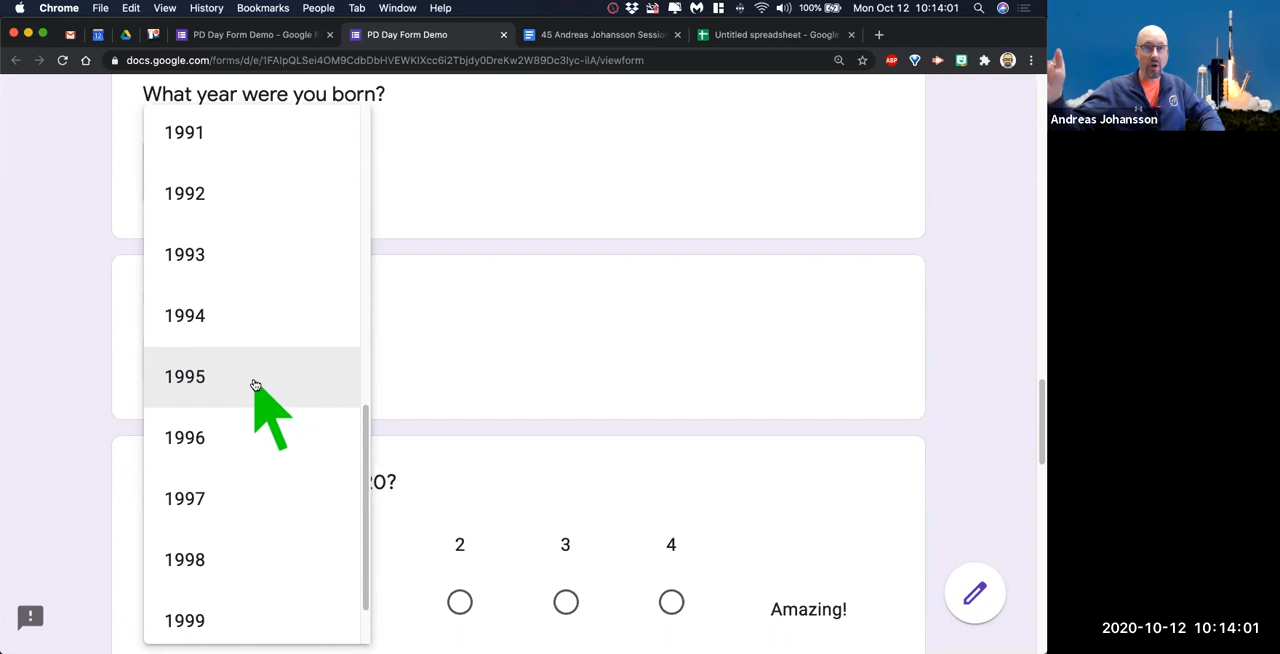 Chrome File Edit View History Bookmarks People Tab Window Help 100% Mon Oct 12 10:14:01
PD Day Form Demo - Google F PD Day Form Demo 45 Andreas Johansson Sessio Untitled spreadsheet - Google
docs.google.com/forms/d/e/1FAIpQLSei4OM9CdbDbHVEWKIXcc6i2Tbjdy0DreKw2W89Dc3Iyc-iIA/viewform
Andreas Johansson
What year were you born?
1991
1992
1993
1994
1995
1996
20?
1997
2 3 4
1998
Amazing!
1999
2020-10-12 10:14:01